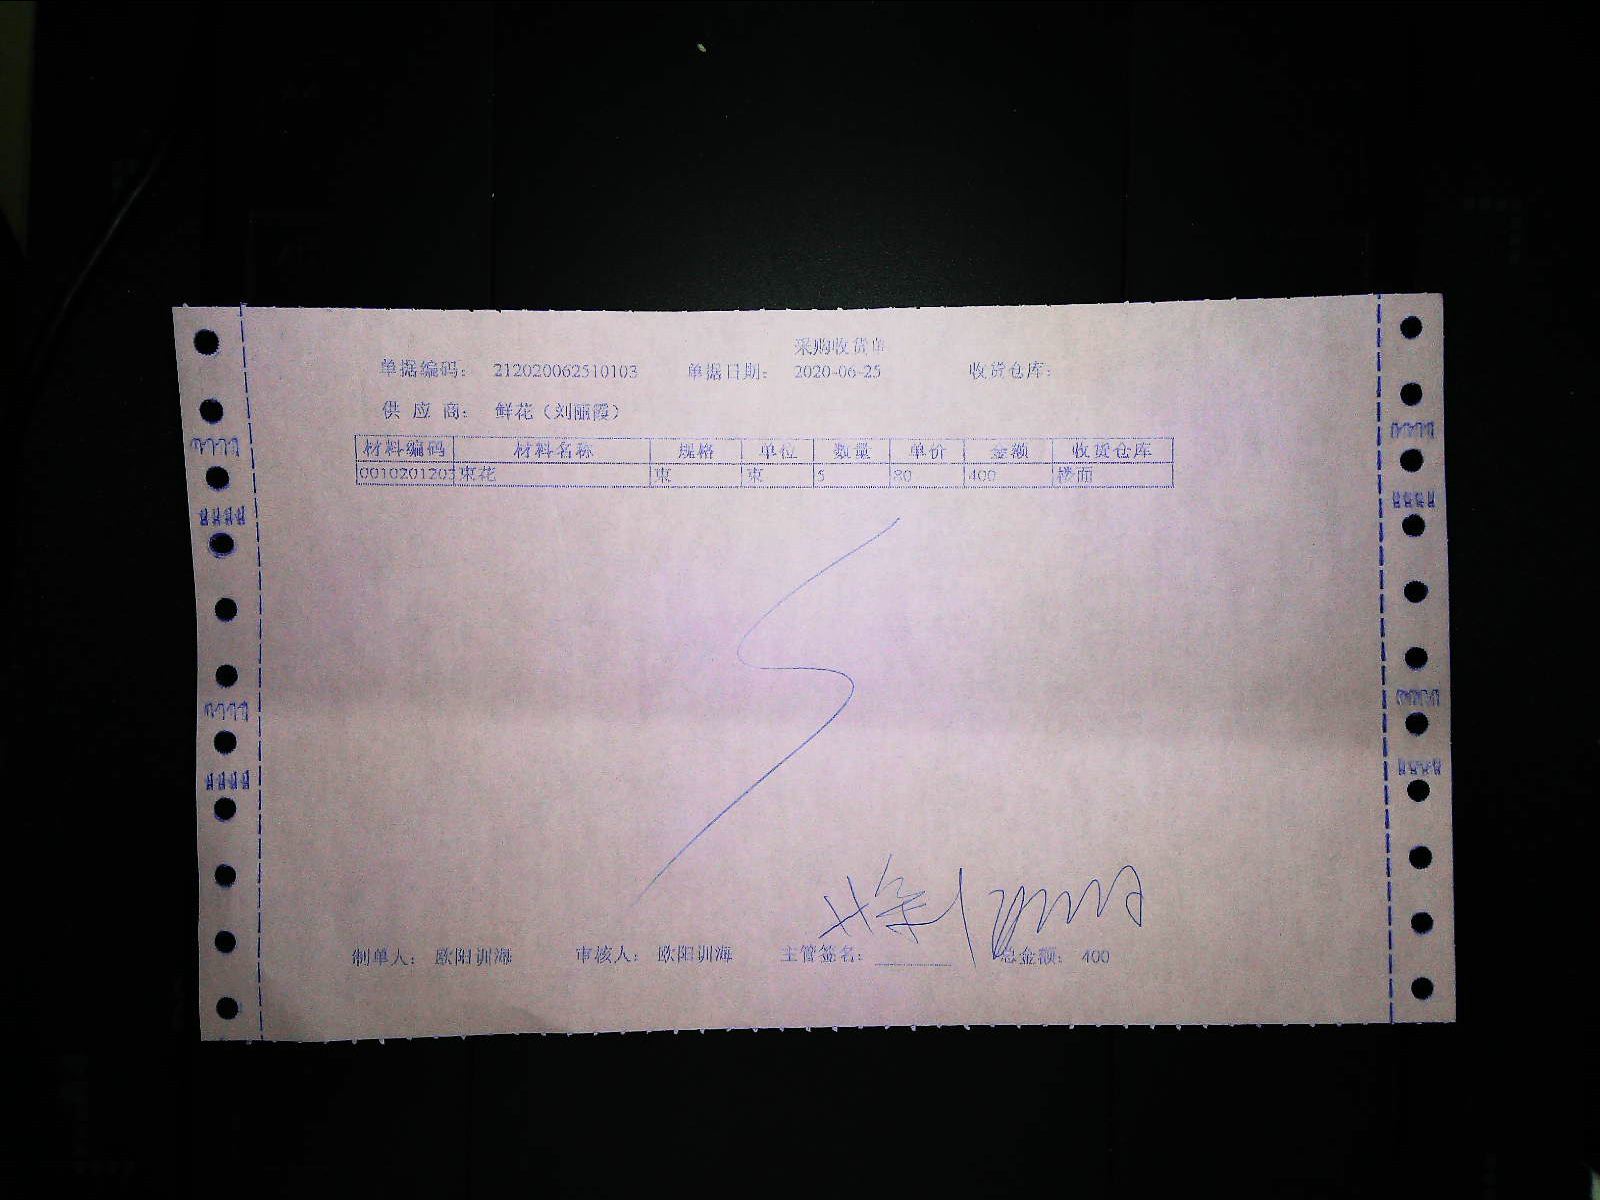 采购收货单
单据编码： 212020062510103 单据日期： 2020-06-25 收货仓库：
供 应 商： 鲜花（刘丽霞）
材料编码 材料名称 规格 单位 数量 单价 金额 收货仓库
0010201203 束花 束 束 5 80 400 楼面
制单人： 欧阳训海 审核人： 欧阳训海 主管签名： 总金额： 400